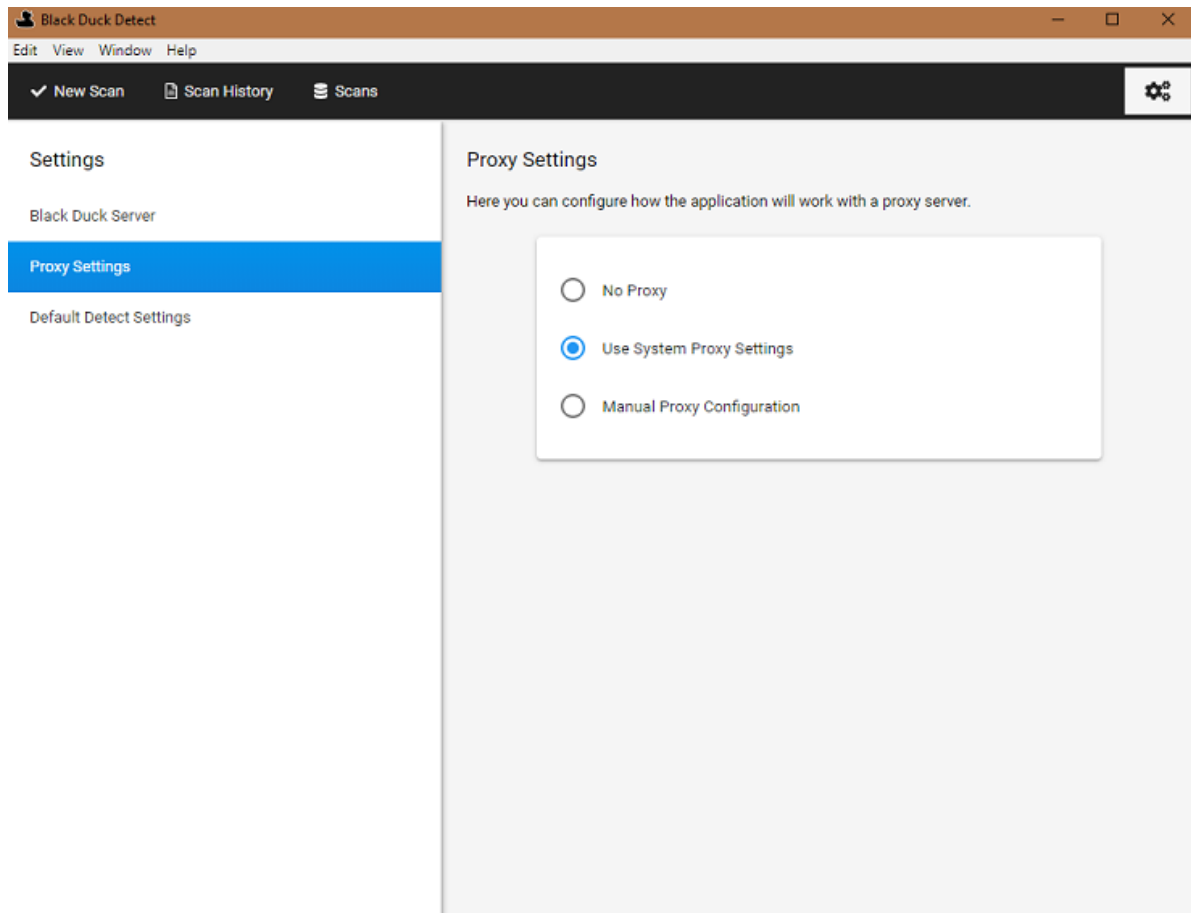 Black Duck Detect
Edit View Window Help
New Scan Scan History Scans
Settings
Black Duck Server
Proxy Settings
Default Detect Settings
Proxy Settings
Here you can configure how the application will work with a proxy server.
No Proxy
Use System Proxy Settings
Manual Proxy Configuration